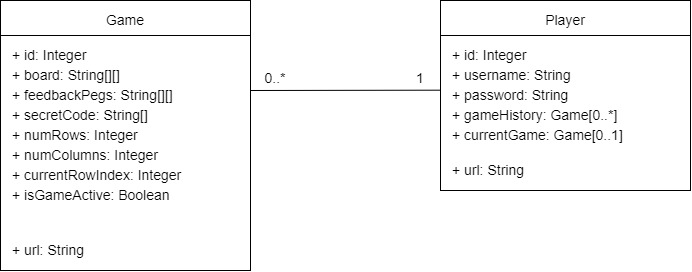 Game
+ id: Integer
+ board: String[][]
+ feedbackPegs: String[][]
+ secretCode: String[]
+ numRows: Integer
+ numColumns: Integer
+ currentRowIndex: Integer
+ isGameActive: Boolean
+ url: String
0..*
1
Player
+ id: Integer
+ username: String
+ password: String
+ gameHistory: Game[0..*]
+ currentGame: Game[0..1]
+ url: String